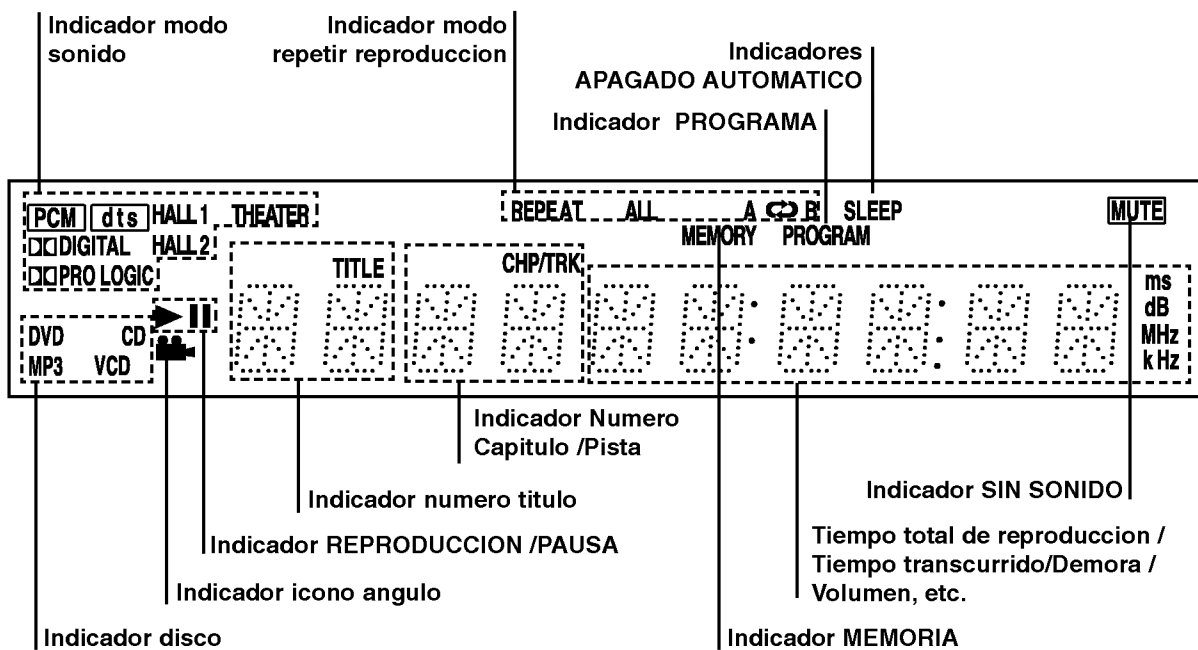 Indicador modo
sonido
Indicador modo
repetir reproduccion
Indicadores
APAGADO AUTOMATICO
Indicador PROGRAMA
PCM dts HALL 1 THEATER
REPEAT ALL A B SLEEP
MUTE
DIGITAL HALL 2
MEMORY PROGRAM
PRO LOGIC
TITLE
CHP/TRK
ms
dB
MHz
kHz
DVD CD
MP3 VCD
Indicador Numero
Capitulo /Pista
Indicador numero titulo
Indicador SIN SONIDO
Indicador REPRODUCCION /PAUSA
Tiempo total de reproduccion /
Tiempo transcurrido/Demora /
Volumen, etc.
Indicador icono angulo
Indicador disco
Indicador MEMORIA